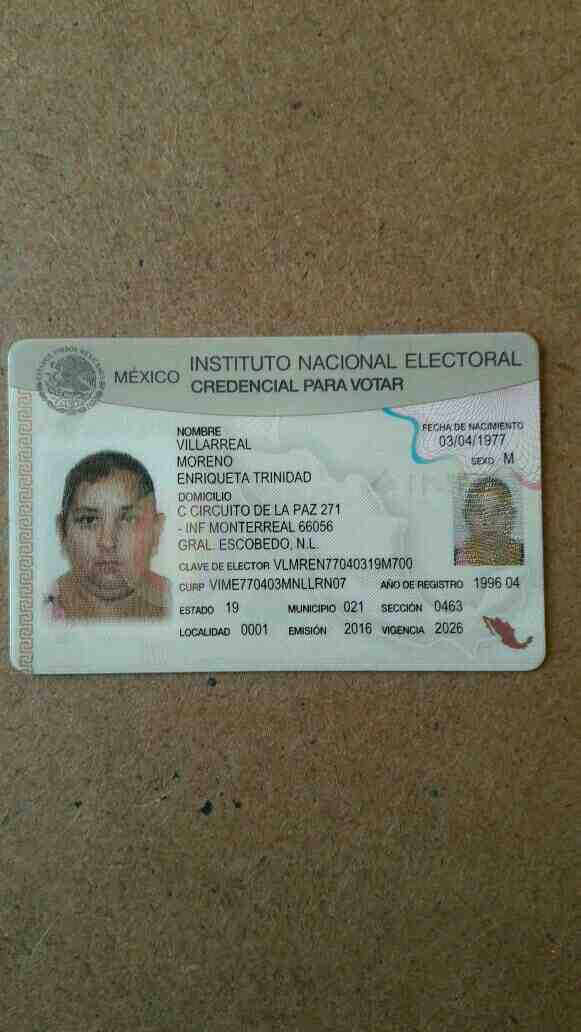 MÉXICO INSTITUTO NACIONAL ELECTORAL
CREDENCIAL PARA VOTAR
NOMBRE
VILLARREAL
MORENO
ENRIQUETA TRINIDAD
FECHA DE NACIMIENTO
03/04/1977
SEXO M
DOMICILIO
C CIRCUITO DE LA PAZ 271
- INF MONTERREAL 66056
GRAL. ESCOBEDO, N.L.
CLAVE DE ELECTOR VLMREN77040319M700
CURP VIME770403MNLLRN07 AÑO DE REGISTRO 1996 04
ESTADO 19 MUNICIPIO 021 SECCIÓN 0463
LOCALIDAD 0001 EMISIÓN 2016 VIGENCIA 2026